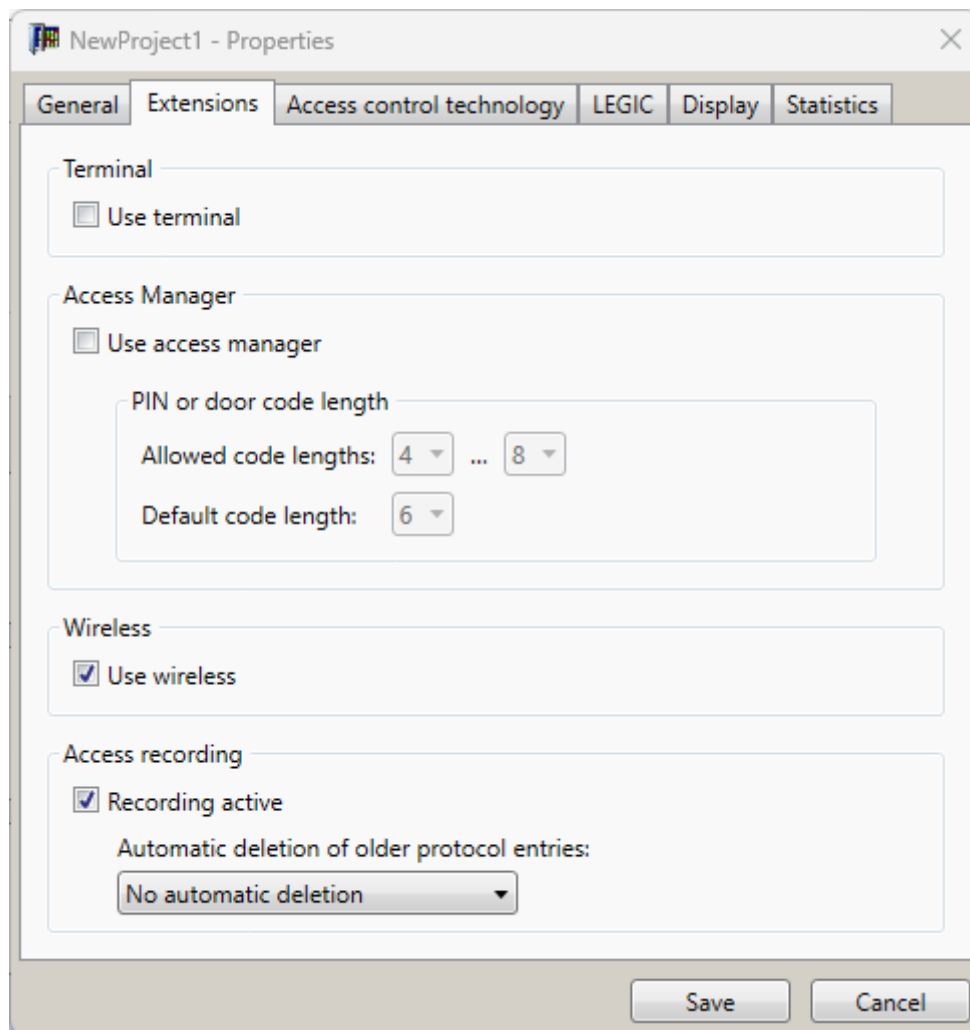 NewProject1 - Properties
General Extensions Access control technology LEGIC Display Statistics
Terminal
Use terminal
Access Manager
Use access manager
PIN or door code length
Allowed code lengths: 4 ... 8
Default code length: 6
Wireless
Use wireless
Access recording
Recording active
Automatic deletion of older protocol entries:
No automatic deletion
Save Cancel